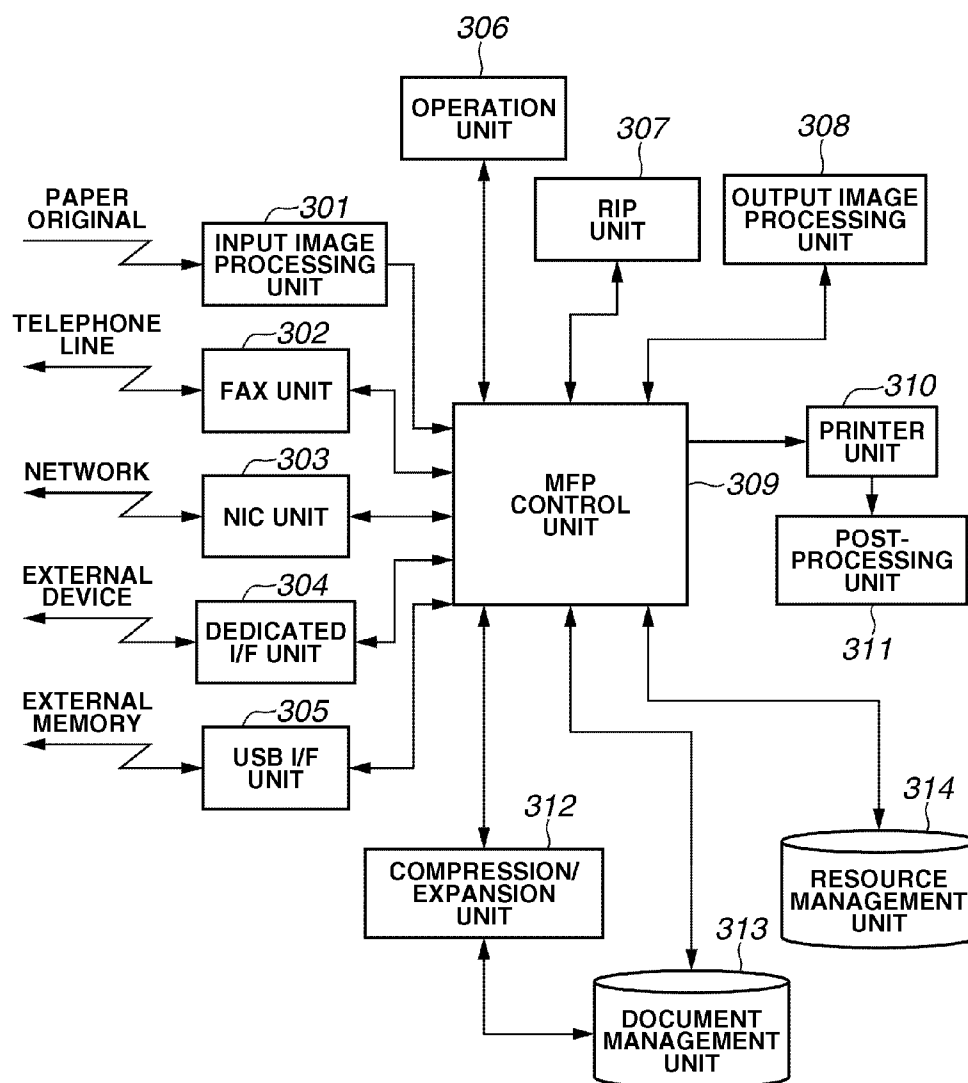 306
OPERATION
UNIT
307
RIP
UNIT
308
OUTPUT IMAGE
PROCESSING
UNIT
PAPER
ORIGINAL
301
INPUT IMAGE
PROCESSING
UNIT
TELEPHONE
LINE
302
FAX UNIT
NETWORK
303
NIC UNIT
EXTERNAL
DEVICE
304
DEDICATED
I/F UNIT
EXTERNAL
MEMORY
305
USB I/F
UNIT
MFP
CONTROL
UNIT
309
310
PRINTER
UNIT
POST-
PROCESSING
UNIT
311
312
COMPRESSION/
EXPANSION
UNIT
313
DOCUMENT
MANAGEMENT
UNIT
314
RESOURCE
MANAGEMENT
UNIT